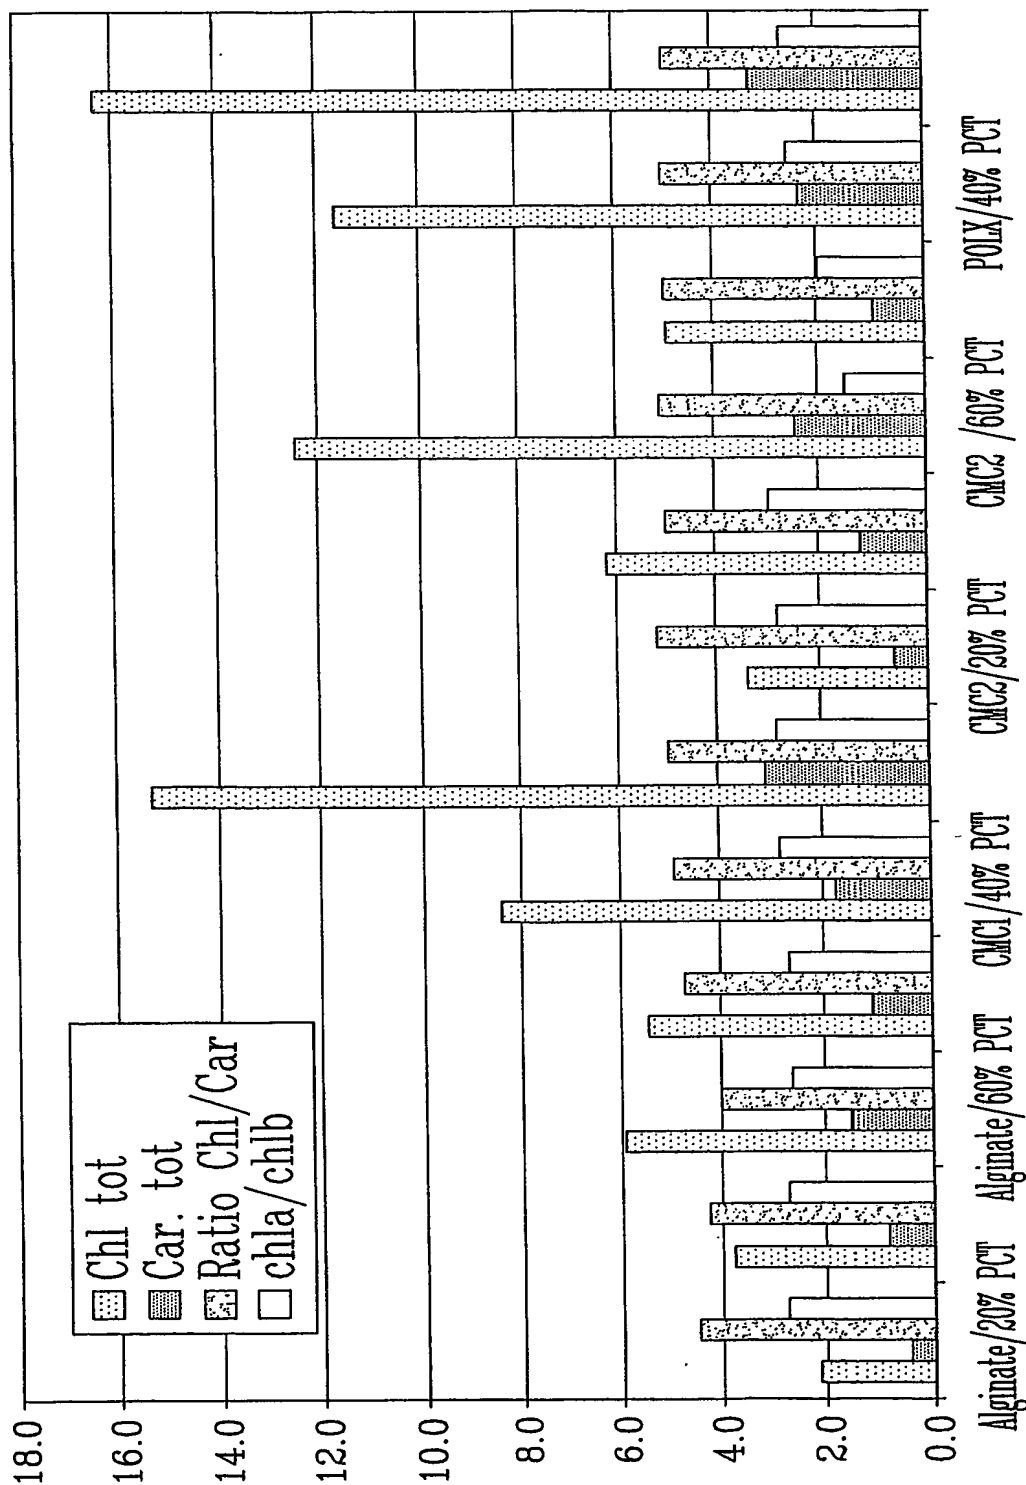 18.0
16.0
14.0
12.0
10.0
8.0
6.0
4.0
2.0
0.0
Chl tot
Car. tot
Ratio Chl/Car
chla/chlb
Alginate/20% PCT
Alginate/60% PCT
CMC1/40% PCT
CMC2/20% PCT
CMC2 /60% PCT
POLX/40% PCT